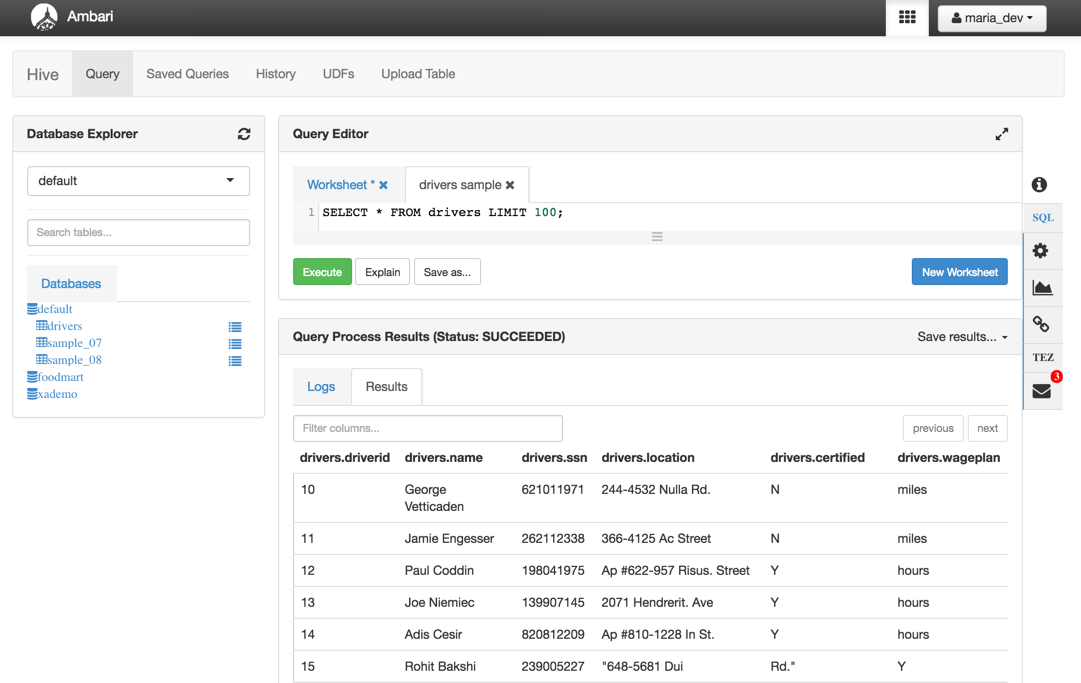 Ambari
maria_dev
Hive Query Saved Queries History UDFs Upload Table
Database Explorer
default
Search tables...
Databases
default
drivers
sample_07
sample_08
foodmart
xademo
Query Editor
Worksheet * drivers sample
1 SELECT * FROM drivers LIMIT 100;
Execute Explain Save as... New Worksheet
Query Process Results (Status: SUCCEEDED) Save results...
Logs Results
Filter columns... previous next
drivers.driverid drivers.name drivers.ssn drivers.location drivers.certified drivers.wageplan
10 George Vetticaden 621011971 244-4532 Nulla Rd. N miles
11 Jamie Engesser 262112338 366-4125 Ac Street N miles
12 Paul Coddin 198041975 Ap #622-957 Risus. Street Y hours
13 Joe Niemiec 139907145 2071 Hendrerit. Ave Y hours
14 Adis Cesir 820812209 Ap #810-1228 In St. Y hours
15 Rohit Bakshi 239005227 "648-5681 Dui Rd." Y
SQL
TEZ
3